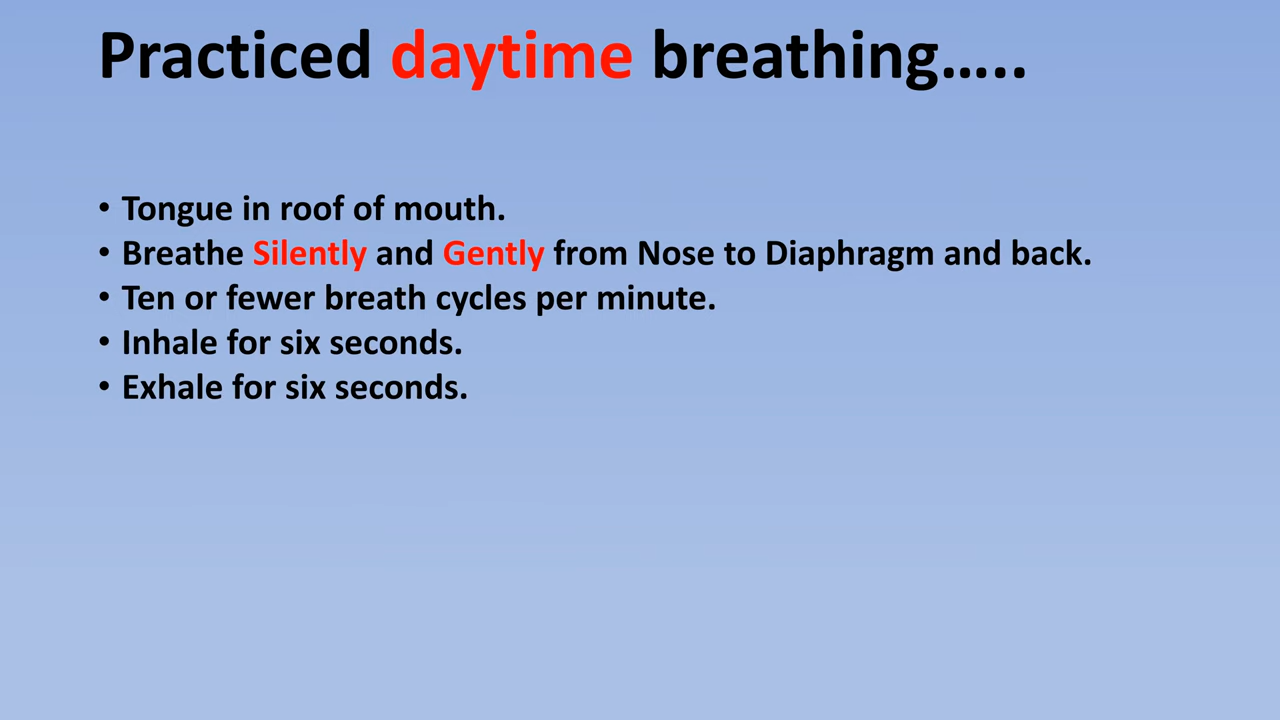 Practiced daytime breathing…..
• Tongue in roof of mouth.
• Breathe Silently and Gently from Nose to Diaphragm and back.
• Ten or fewer breath cycles per minute.
• Inhale for six seconds.
• Exhale for six seconds.